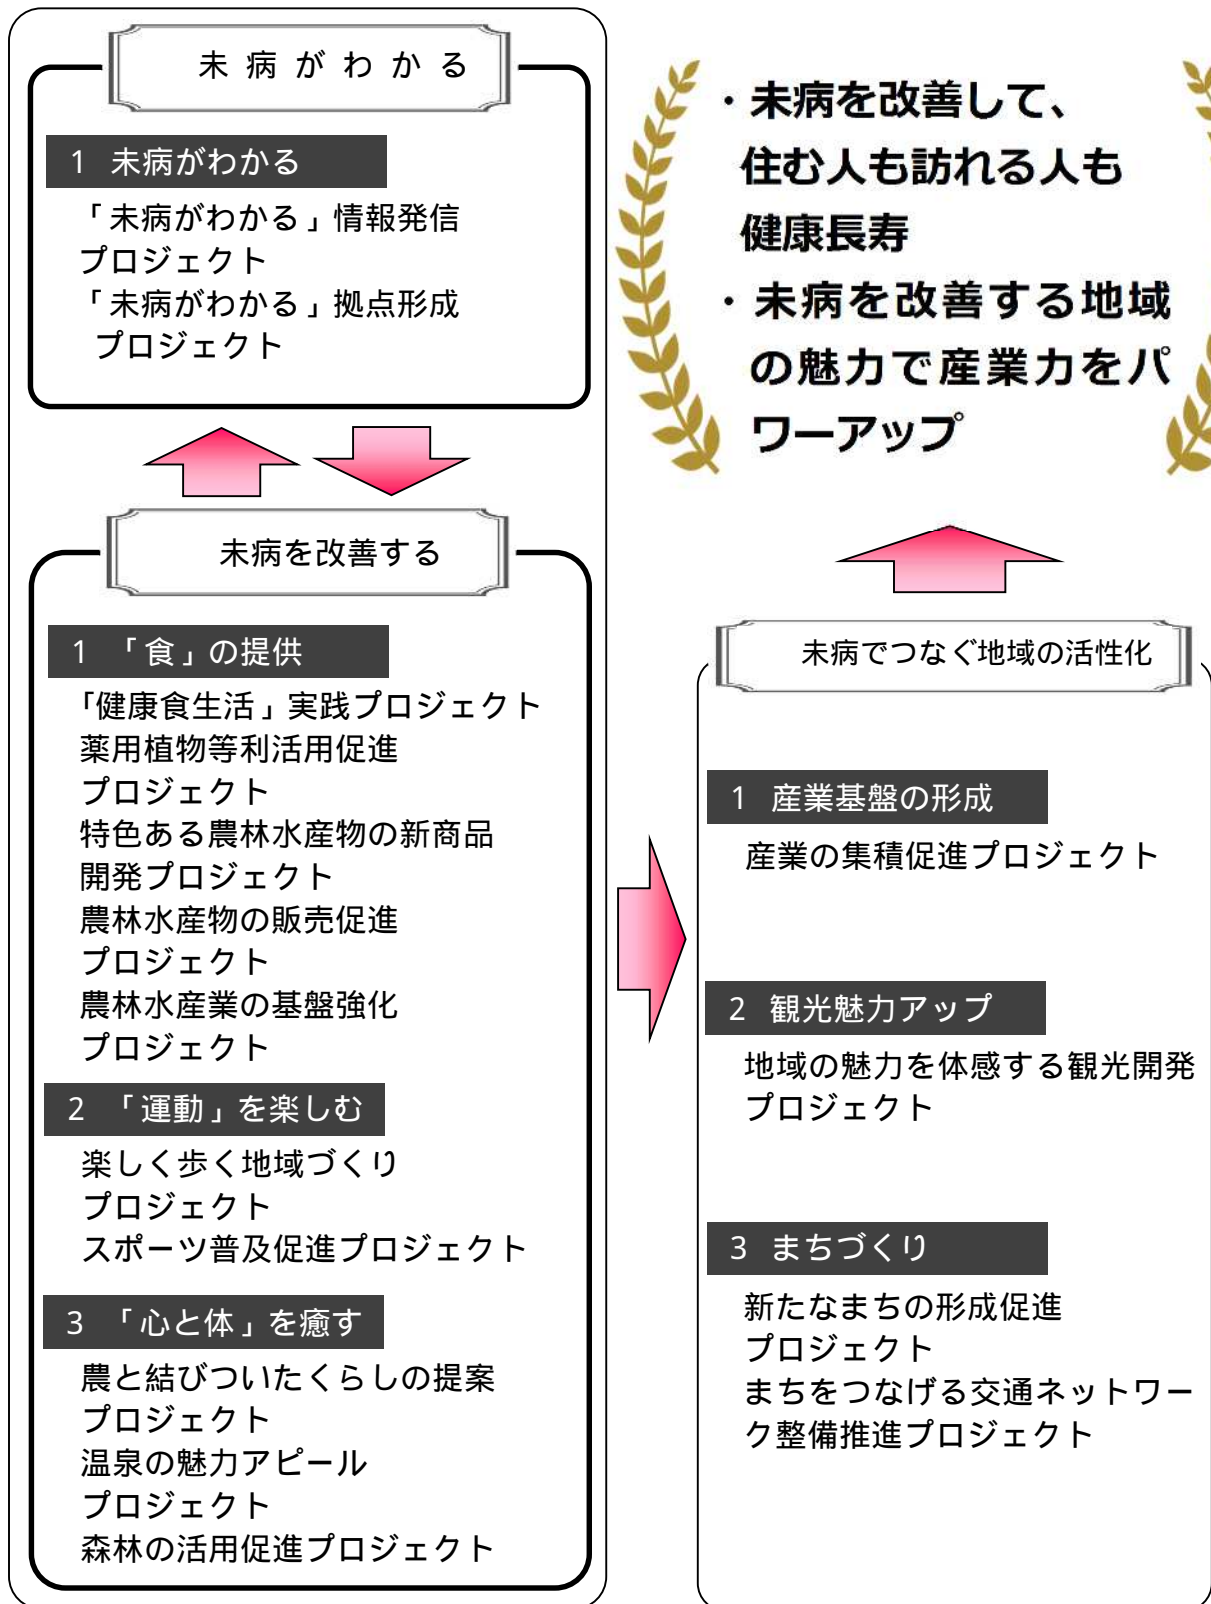 未病がわかる
1 未病がわかる
「未病がわかる」情報発信
プロジェクト
「未病がわかる」拠点形成
プロジェクト
未病を改善する
1 「食」の提供
「健康食生活」実践プロジェクト
薬用植物等利活用促進
プロジェクト
特色ある農林水産物の新商品
開発プロジェクト
農林水産物の販売促進
プロジェクト
農林水産業の基盤強化
プロジェクト
2 「運動」を楽しむ
楽しく歩く地域づくり
プロジェクト
スポーツ普及促進プロジェクト
3 「心と体」を癒す
農と結びついたくらしの提案
プロジェクト
温泉の魅力アピール
プロジェクト
森林の活用促進プロジェクト
・未病を改善して、
住む人も訪れる人も
健康長寿
・未病を改善する地域
の魅力で産業力をパ
ワーアップ
未病でつなぐ地域の活性化
1 産業基盤の形成
産業の集積促進プロジェクト
2 観光魅力アップ
地域の魅力を体感する観光開発
プロジェクト
3 まちづくり
新たなまちの形成促進
プロジェクト
まちをつなげる交通ネットワー
ク整備推進プロジェクト